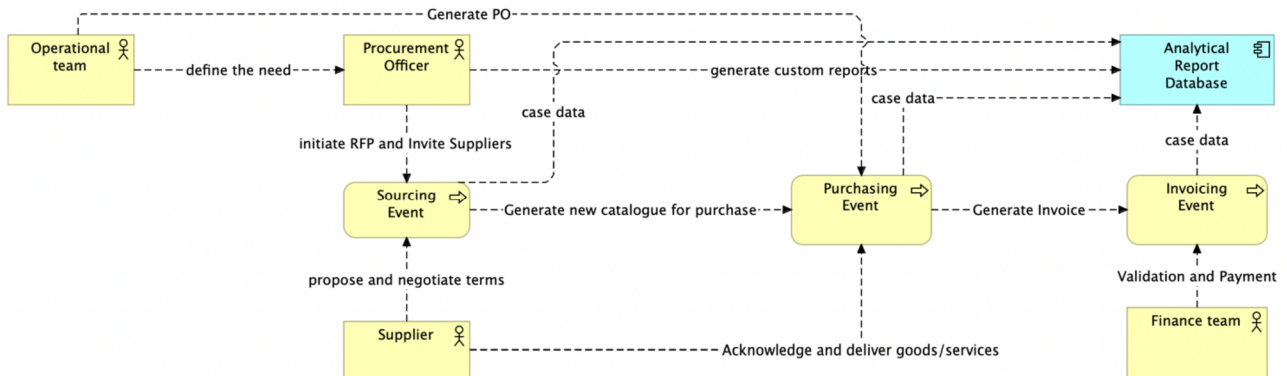 Generate PO
Operational
team
define the need
Procurement
Officer
generate custom reports
Analytical
Report
Database
case data
case data
initiate RFP and Invite Suppliers
case data
Sourcing
Event
Generate new catalogue for purchase
Purchasing
Event
Generate Invoice
Invoicing
Event
propose and negotiate terms
Validation and Payment
Supplier
Acknowledge and deliver goods/services
Finance team